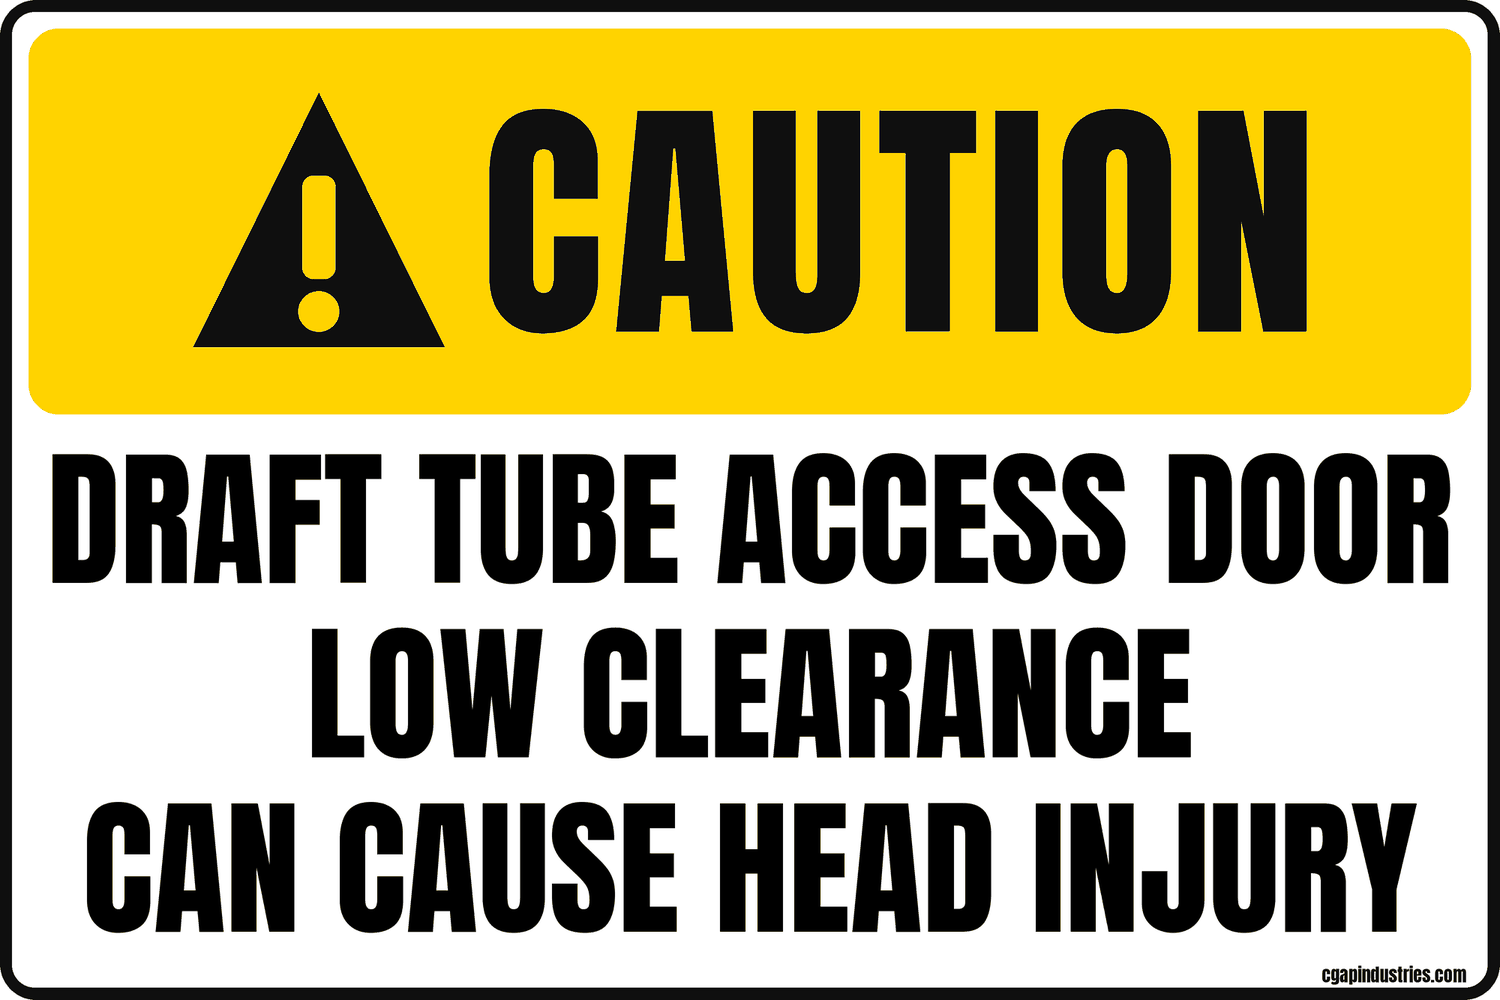 CAUTION
DRAFT TUBE ACCESS DOOR
LOW CLEARANCE
CAN CAUSE HEAD INJURY
cgapindustries.com